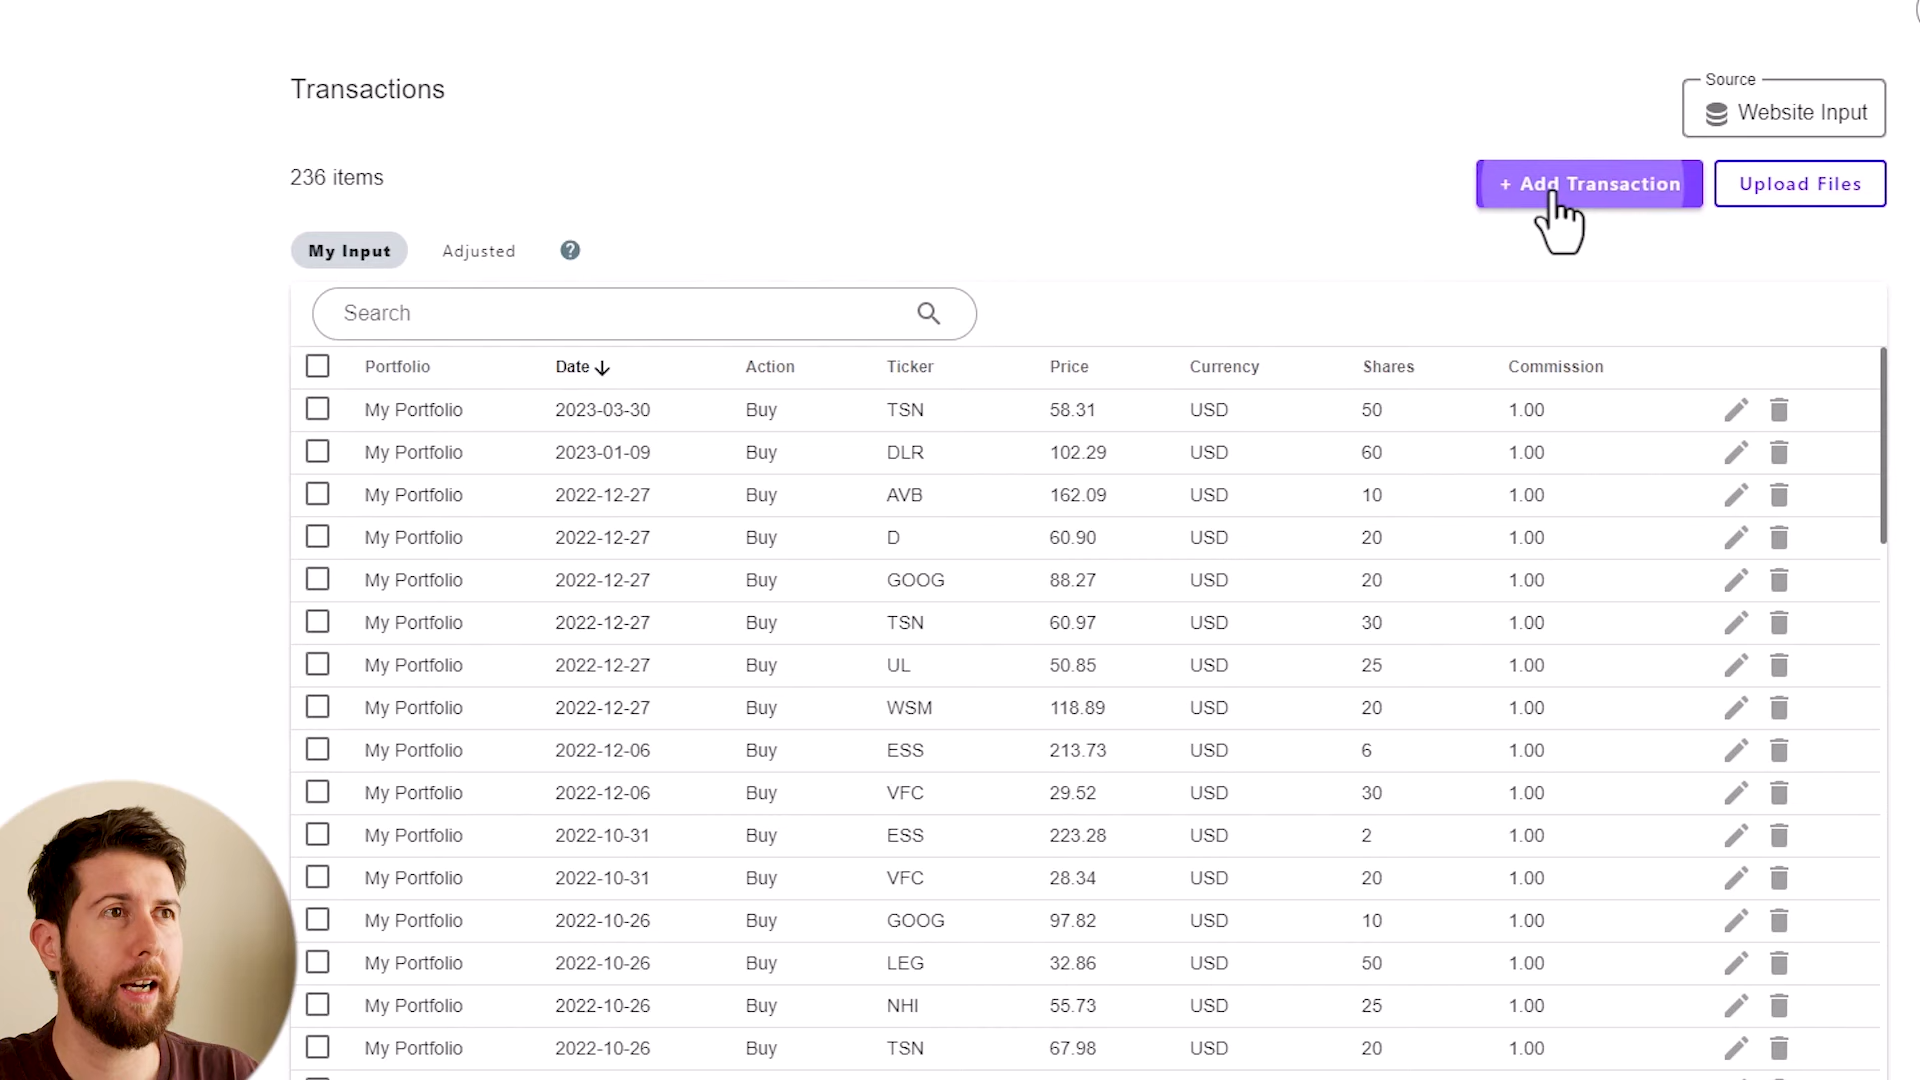 Transactions
Source
Website Input
236 items
+ Add Transaction
Upload Files
My Input Adjusted ?
Search
Portfolio Date Action Ticker Price Currency Shares Commission
My Portfolio 2023-03-30 Buy TSN 58.31 USD 50 1.00
My Portfolio 2023-01-09 Buy DLR 102.29 USD 60 1.00
My Portfolio 2022-12-27 Buy AVB 162.09 USD 10 1.00
My Portfolio 2022-12-27 Buy D 60.90 USD 20 1.00
My Portfolio 2022-12-27 Buy GOOG 88.27 USD 20 1.00
My Portfolio 2022-12-27 Buy TSN 60.97 USD 30 1.00
My Portfolio 2022-12-27 Buy UL 50.85 USD 25 1.00
My Portfolio 2022-12-27 Buy WSM 118.89 USD 20 1.00
My Portfolio 2022-12-06 Buy ESS 213.73 USD 6 1.00
My Portfolio 2022-12-06 Buy VFC 29.52 USD 30 1.00
My Portfolio 2022-10-31 Buy ESS 223.28 USD 2 1.00
My Portfolio 2022-10-31 Buy VFC 28.34 USD 20 1.00
My Portfolio 2022-10-26 Buy GOOG 97.82 USD 10 1.00
My Portfolio 2022-10-26 Buy LEG 32.86 USD 50 1.00
My Portfolio 2022-10-26 Buy NHI 55.73 USD 25 1.00
My Portfolio 2022-10-26 Buy TSN 67.98 USD 20 1.00